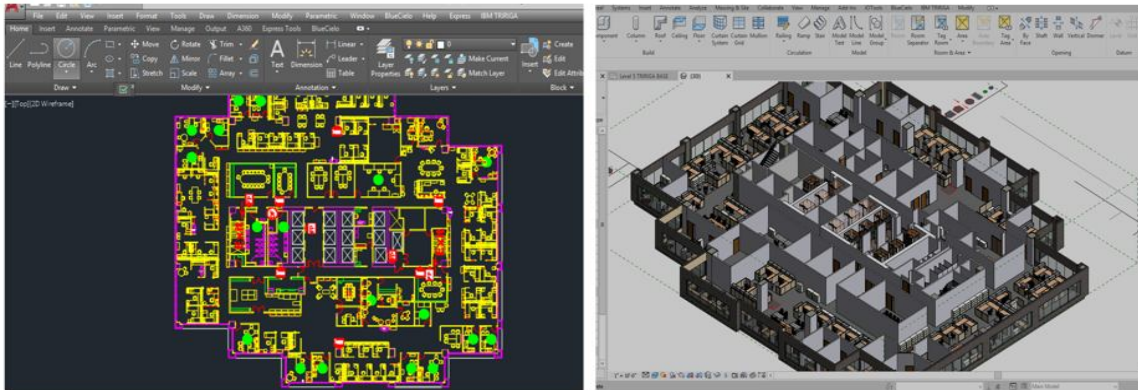 Home Insert Annotate Parametric View Manage Output A360 Express Tools BlueCielo
File Edit View Insert Format Tools Draw Dimension Modify Parametric Window BlueCielo Help Express IBM TRIRIGA
Line Polyline Circle Arc
Move Rotate Trim
Copy Mirror Fillet
Stretch Scale Array
Text Dimension
Linear
Leader
Table
Layer Properties
0
Make Current
Match Layer
Insert
Create
Edit
Edit Attrib
Draw Modify Annotation Layers Block
[-][Top][2D Wireframe]
Systems Insert Annotate Analyze Massing & Site Collaborate View Manage Add-Ins BlueCielo IBM TRIRIGA Modify
Column Roof Ceiling Floor Curtain System Curtain Grid Mullion Railing Ramp Stair Model Text Model Line Model Group Room Room Separator Tag Room Area Tag Area By Face Shaft Wall Vertical Dormer
Build Circulation Model Room & Area Opening
Level 5 TRIRIGA BASE {3D}
Main Model